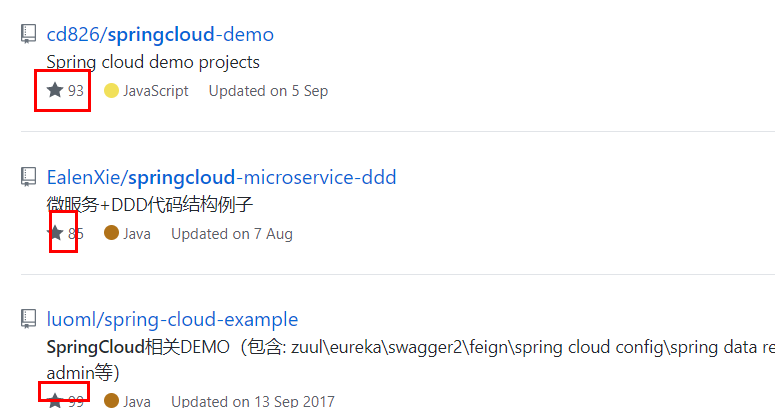 cd826/springcloud-demo
Spring cloud demo projects
93 JavaScript Updated on 5 Sep
EalenXie/springcloud-microservice-ddd
微服务+DDD代码结构例子
85 Java Updated on 7 Aug
luoml/spring-cloud-example
SpringCloud相关DEMO（包含: zuul\eureka\swagger2\feign\spring cloud config\spring data re
admin等）
99 Java Updated on 13 Sep 2017